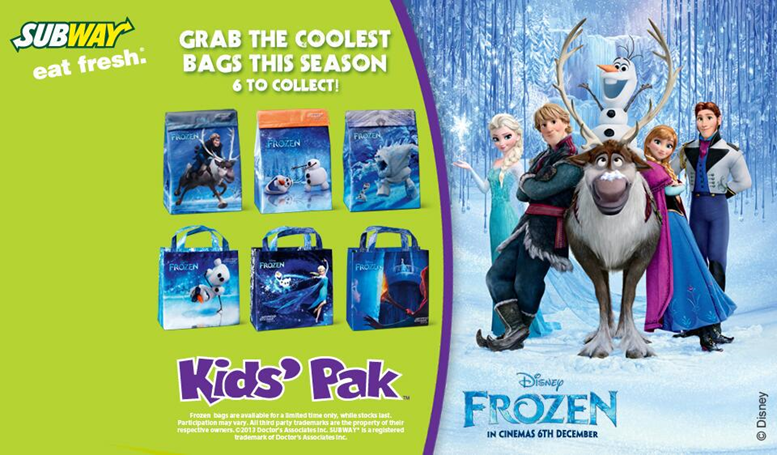 SUBWAY
eat fresh.
GRAB THE COOLEST
BAGS THIS SEASON
6 TO COLLECT!
FROZEN
FROZEN
FROZEN
FROZEN
FROZEN
FROZEN
Kids' Pak™
Frozen bags are available for a limited time only, while stocks last.
Participation may vary. All third party trademarks are the property of their
respective owners. ©2013 Doctor's Associates Inc. SUBWAY® is a registered
trademark of Doctor's Associates Inc.
Disney
FROZEN
IN CINEMAS 6TH DECEMBER
© Disney